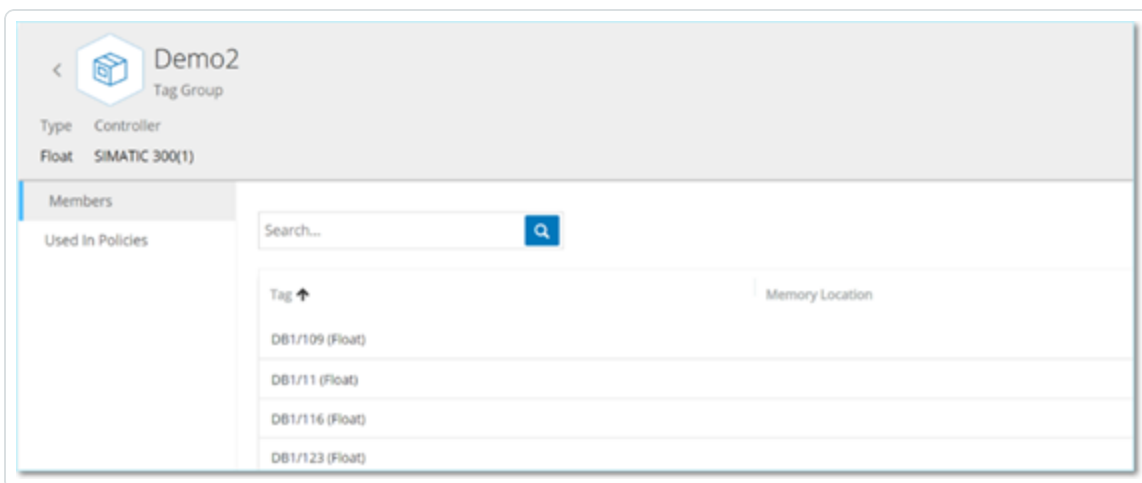 Demo2
Tag Group
Type Controller
Float SIMATIC 300(1)
Members
Used In Policies
Search...
Tag Memory Location
DB1/109 (Float)
DB1/11 (Float)
DB1/116 (Float)
DB1/123 (Float)